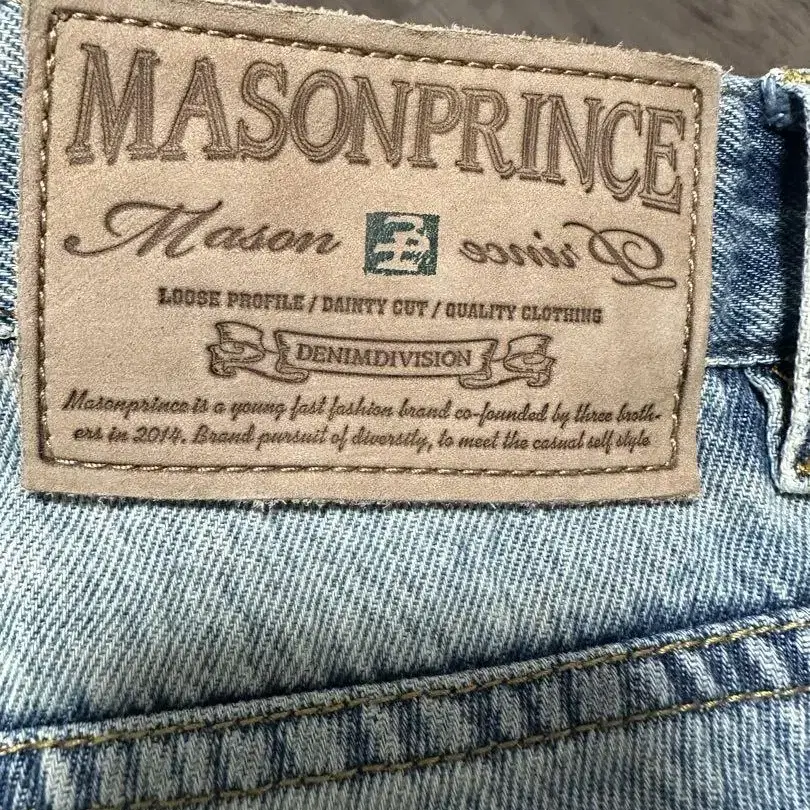 MASONPRINCE
Mason Prince
LOOSE PROFILE / DAINTY CUT / QUALITY CLOTHING
DENIMDIVISION
Masonprince is a young fast fashion brand co-founded by three broth-
ers in 2014. Brand pursuit of diversity, to meet the casual self style